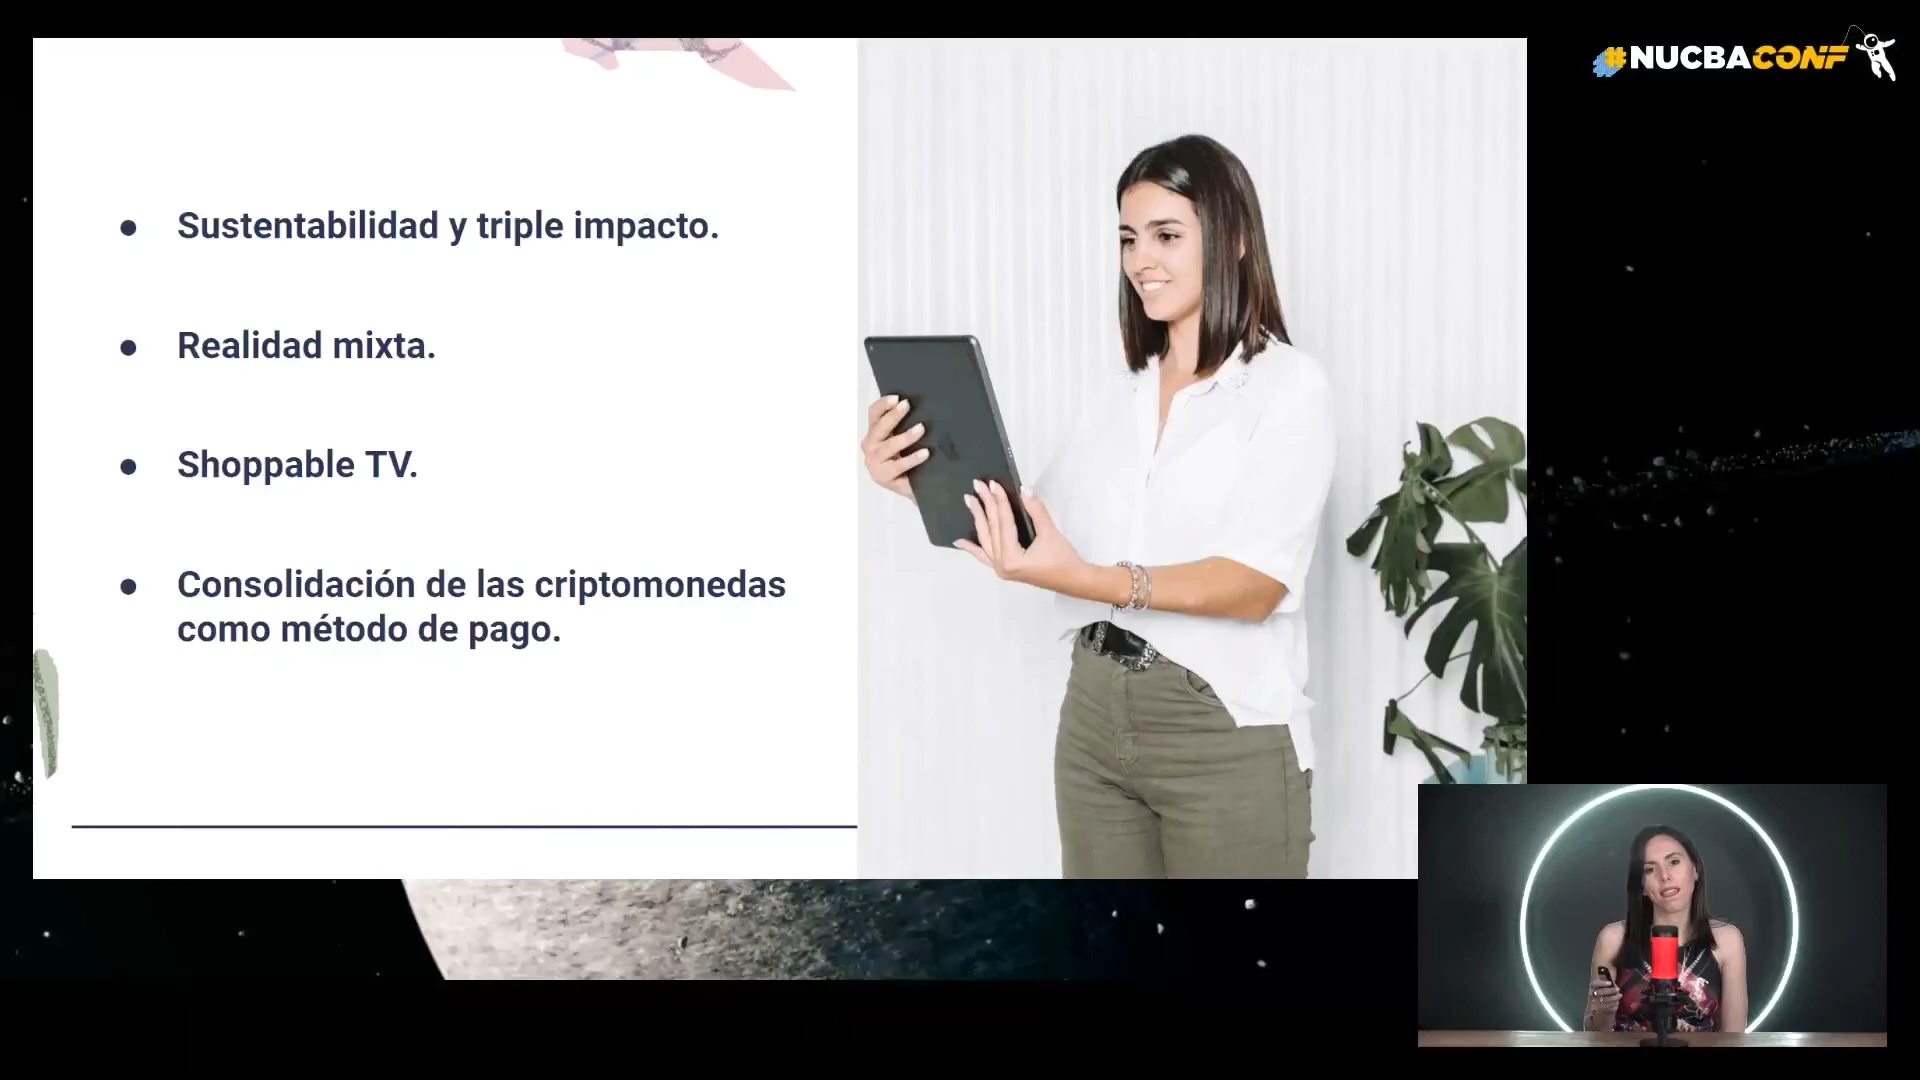 #NUCBACONF
Sustentabilidad y triple impacto.
Realidad mixta.
Shoppable TV.
Consolidación de las criptomonedas
como método de pago.